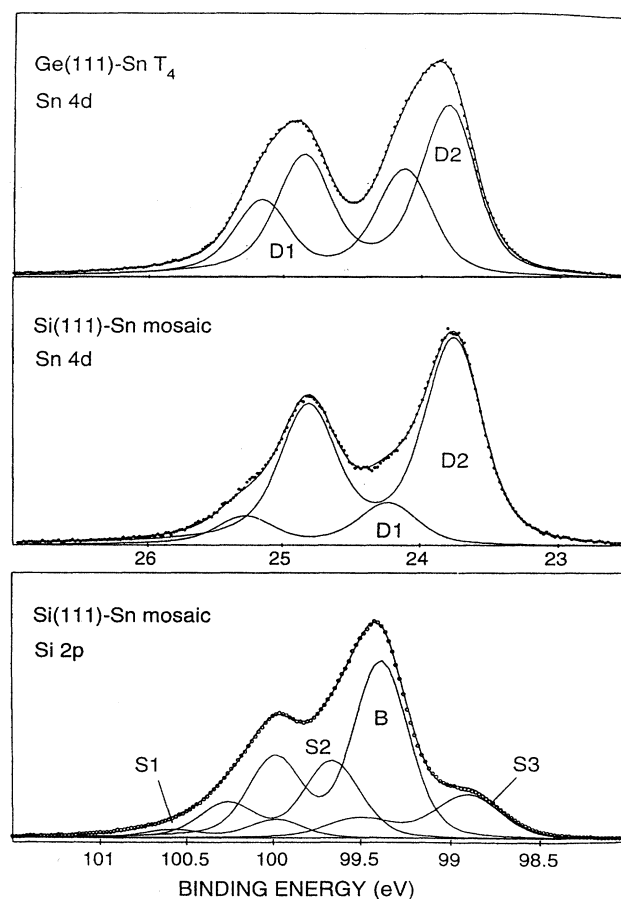 Ge(111)-Sn T4
Sn 4d
D2
D1
Si(111)-Sn mosaic
Sn 4d
D2
D1
26 25 24 23
Si(111)-Sn mosaic
Si 2p
B
S1 S2 S3
101 100.5 100 99.5 99 98.5
BINDING ENERGY (eV)